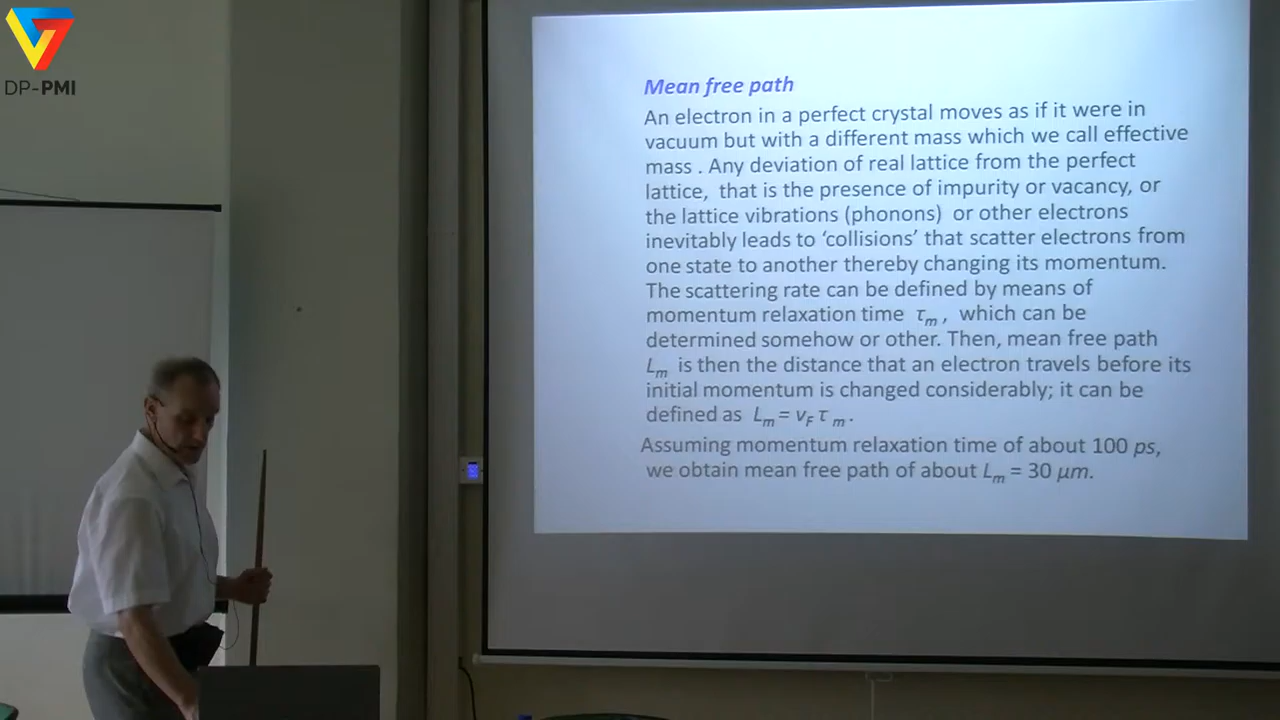 DP-PMI
Mean free path
An electron in a perfect crystal moves as if it were in
vacuum but with a different mass which we call effective
mass . Any deviation of real lattice from the perfect
lattice, that is the presence of impurity or vacancy, or
the lattice vibrations (phonons) or other electrons
inevitably leads to ‘collisions’ that scatter electrons from
one state to another thereby changing its momentum.
The scattering rate can be defined by means of
momentum relaxation time τm , which can be
determined somehow or other. Then, mean free path
Lm is then the distance that an electron travels before its
initial momentum is changed considerably; it can be
defined as Lm = vF τ m .
Assuming momentum relaxation time of about 100 ps,
we obtain mean free path of about Lm = 30 μm.